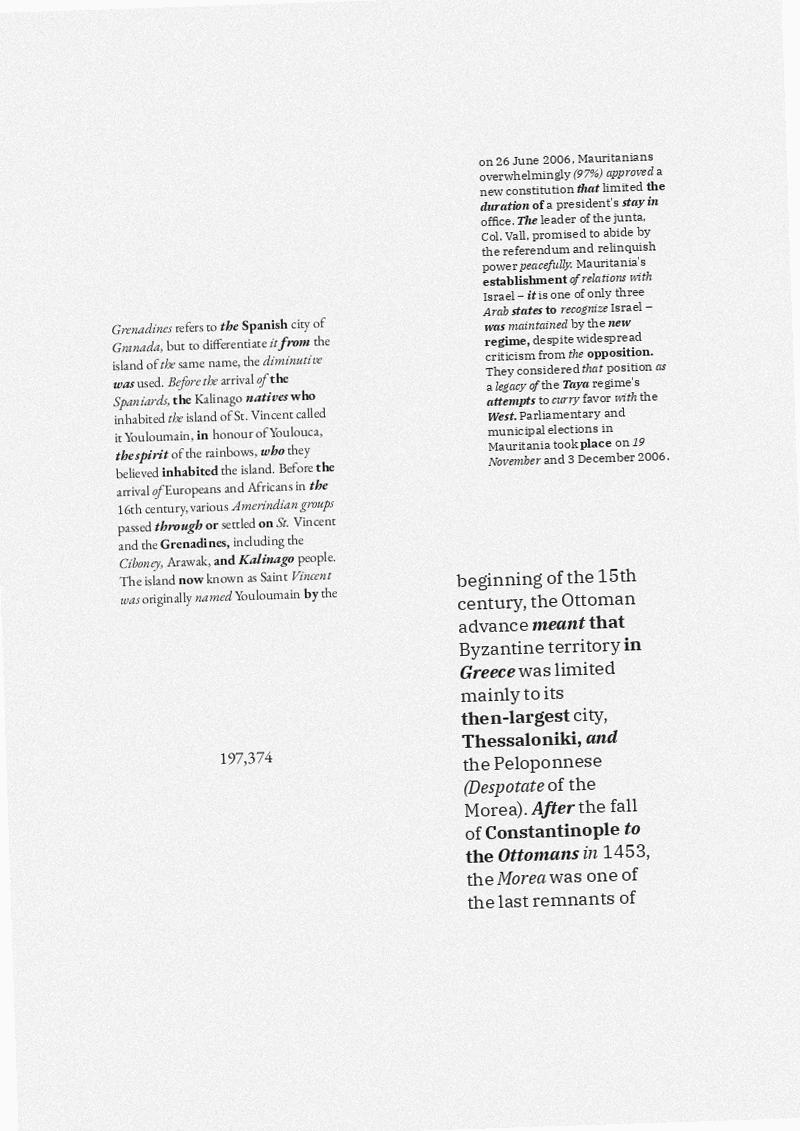 Grenadines refers to the Spanish city of
Granada, but to differentiate it from the
island of the same name, the diminutive
was used. Before the arrival of the
Spaniards, the Kalinago natives who
inhabited the island of St. Vincent called
it Youloumain, in honour of Youlouca,
the spirit of the rainbows, who they
believed inhabited the island. Before the
arrival of Europeans and Africans in the
16th century, various Amerindian groups
passed through or settled on St. Vincent
and the Grenadines, including the
Ciboney, Arawak, and Kalinago people.
The island now known as Saint Vincent
was originally named Youloumain by the
197,374
on 26 June 2006, Mauritanians
overwhelmingly (97%) approved a
new constitution that limited the
duration of a president's stay in
office. The leader of the junta,
Col. Vall, promised to abide by
the referendum and relinquish
power peacefully. Mauritania's
establishment of relations with
Israel – it is one of only three
Arab states to recognize Israel –
was maintained by the new
regime, despite widespread
criticism from the opposition.
They considered that position as
a legacy of the Taya regime's
attempts to curry favor with the
West. Parliamentary and
municipal elections in
Mauritania took place on 19
November and 3 December 2006.
beginning of the 15th
century, the Ottoman
advance meant that
Byzantine territory in
Greece was limited
mainly to its
then-largest city,
Thessaloniki, and
the Peloponnese
(Despotate of the
Morea). After the fall
of Constantinople to
the Ottomans in 1453,
the Morea was one of
the last remnants of